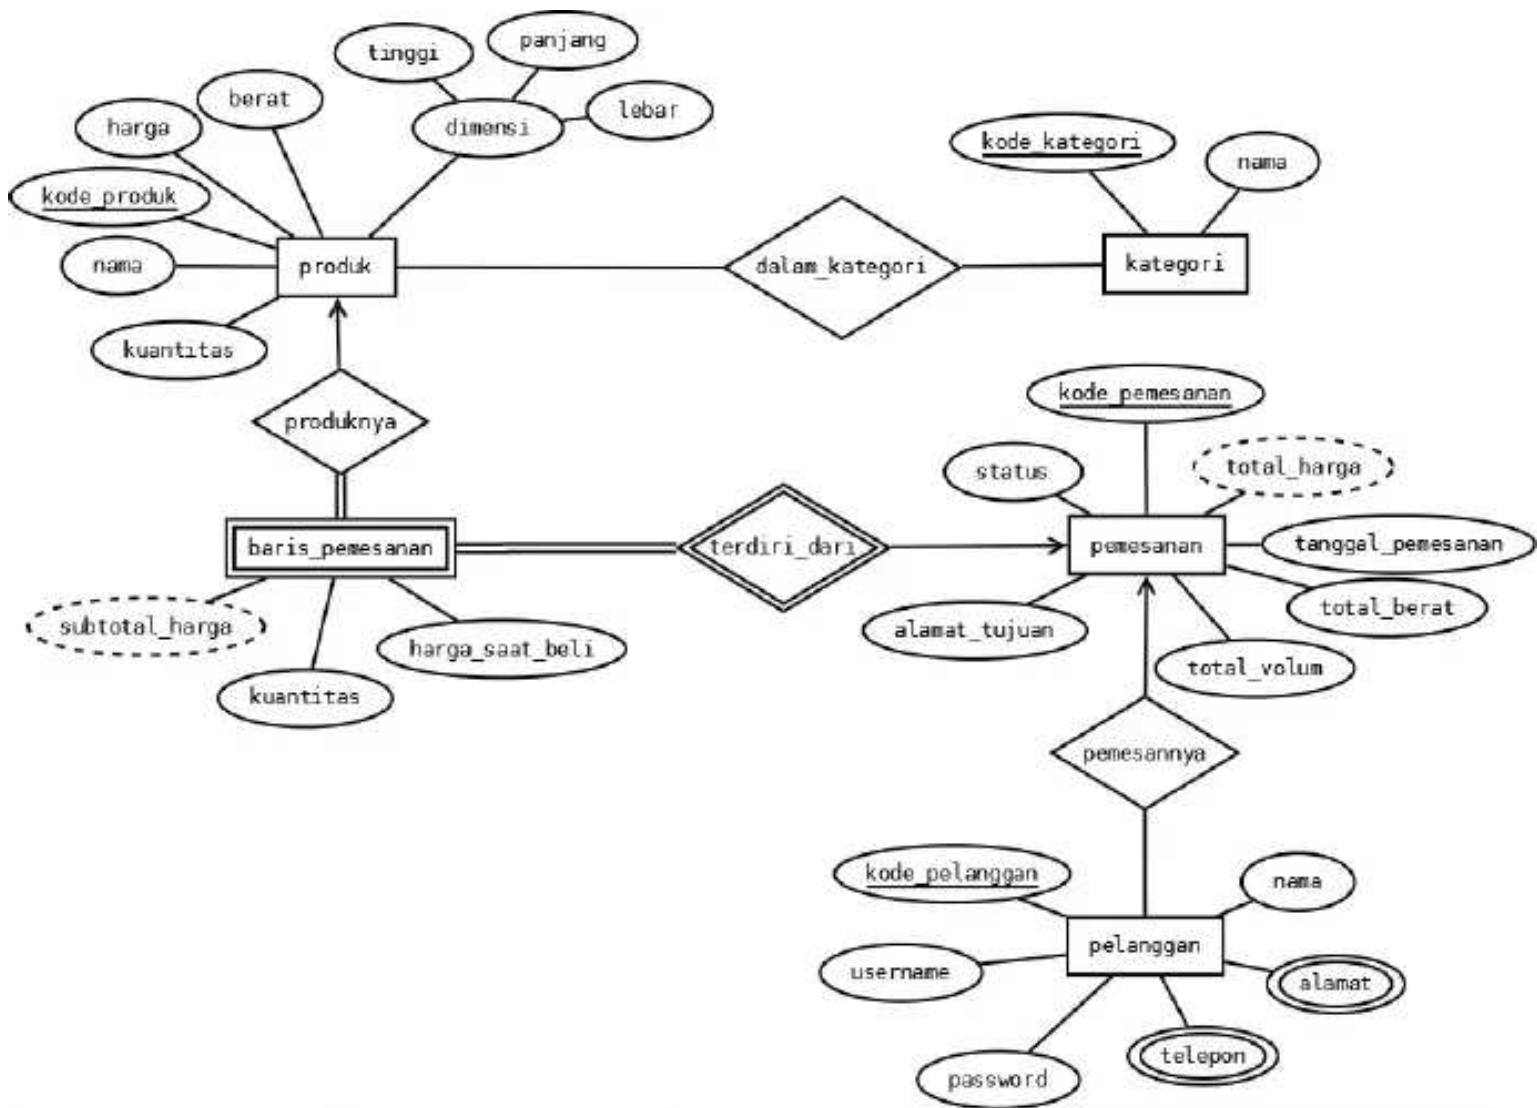 tinggi
panjang
berat
lebar
harga
dimensi
kode_kategori
nama
kode_produk
nama
produk
dalam_kategori
kategori
kuantitas
kode_pemesanan
produknya
status
total_harga
baris_pemesanan
terdiri_dari
pemesanan
tanggal_pemesanan
total_berat
subtotal_harga
alamat_tujuan
harga_saat_beli
total_volum
kuantitas
pemesannya
kode_pelanggan
nama
pelanggan
username
alamat
telepon
password